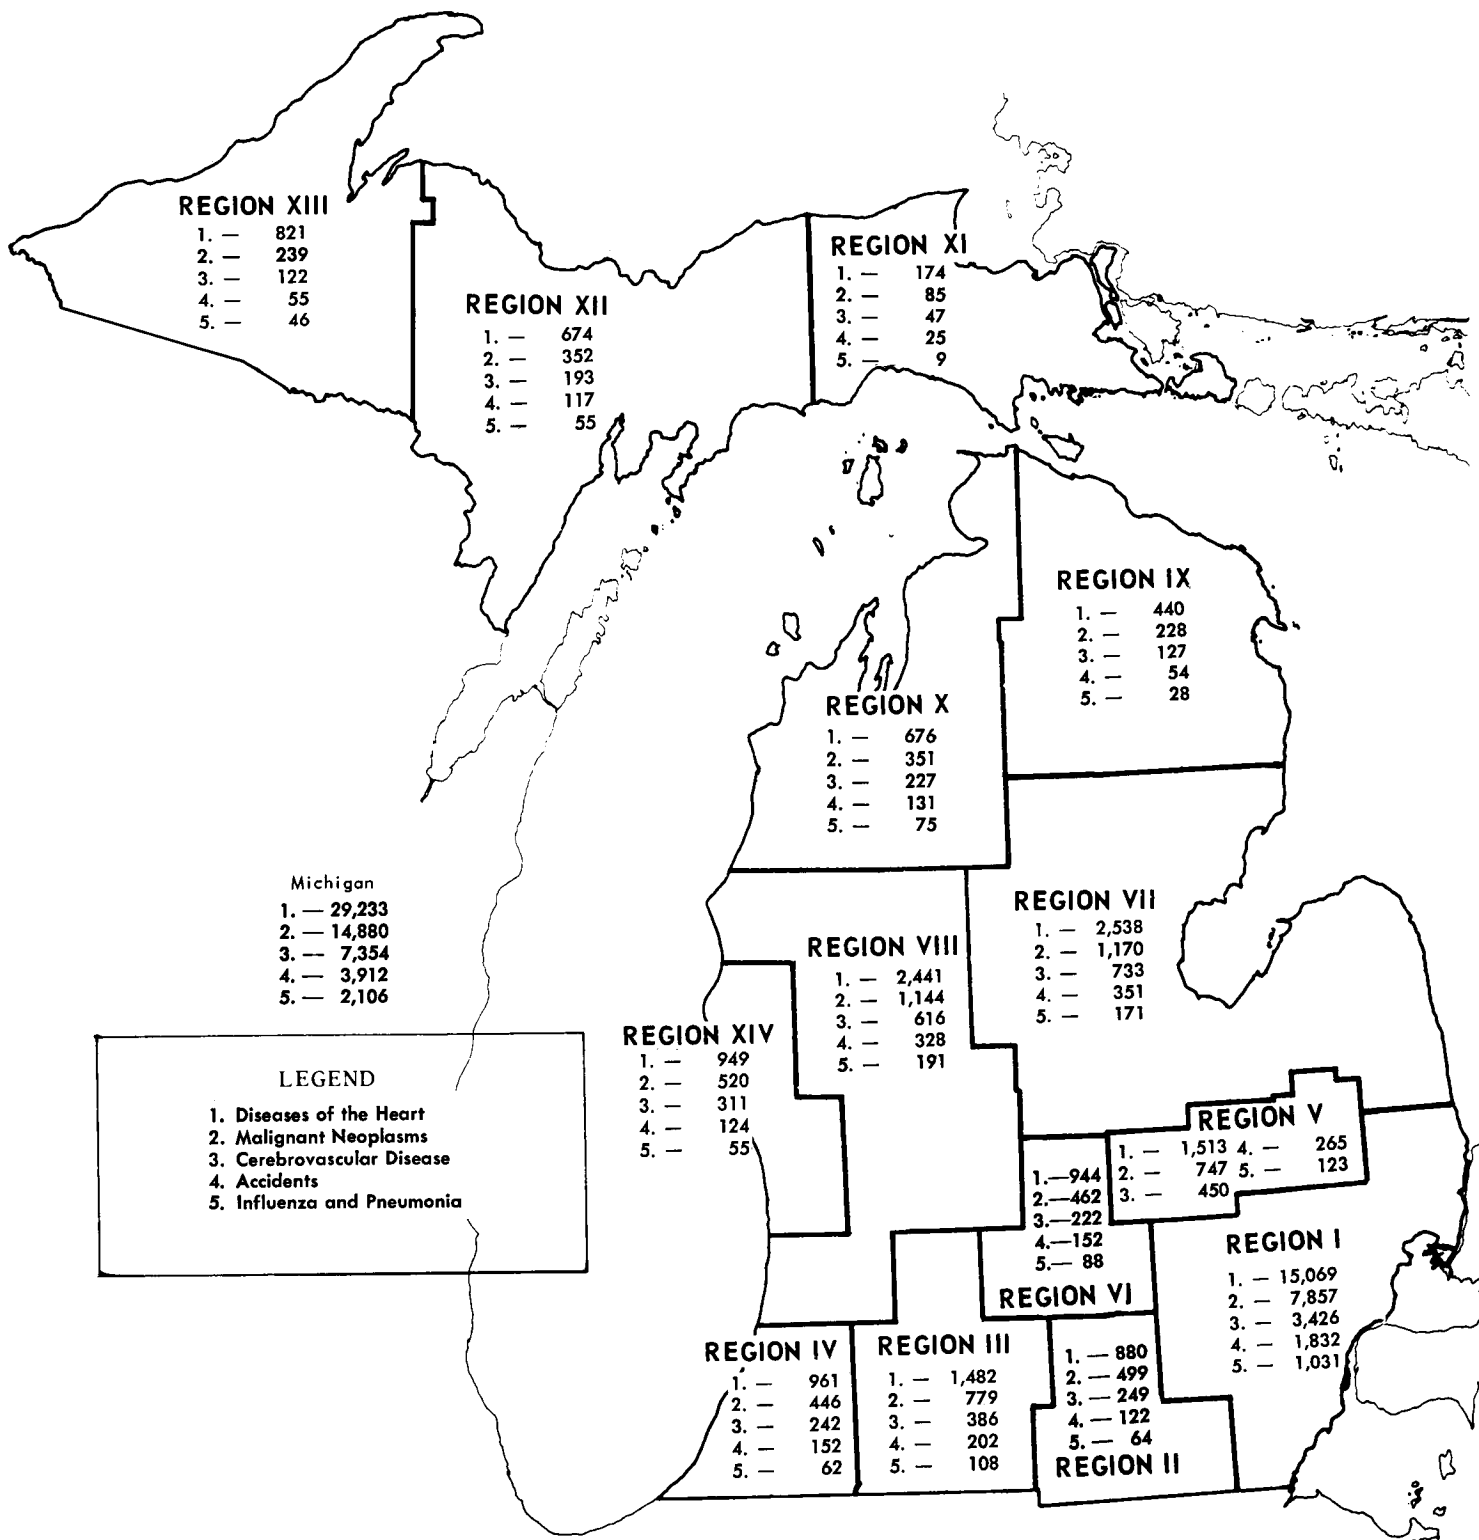 REGION XIII
1. — 821
2. — 239
3. — 122
4. — 55
5. — 46
REGION XII
1. — 674
2. — 352
3. — 193
4. — 117
5. — 55
REGION XI
1. — 174
2. — 85
3. — 47
4. — 25
5. — 9
REGION IX
1. — 440
2. — 228
3. — 127
4. — 54
5. — 28
REGION X
1. — 676
2. — 351
3. — 227
4. — 131
5. — 75
Michigan
1. — 29,233
2. — 14,880
3. — 7,354
4. — 3,912
5. — 2,106
REGION VII
1. — 2,538
2. — 1,170
3. — 733
4. — 351
5. — 171
REGION VIII
1. — 2,441
2. — 1,144
3. — 616
4. — 328
5. — 191
REGION XIV
1. — 949
2. — 520
3. — 311
4. — 124
5. — 55
LEGEND
1. Diseases of the Heart
2. Malignant Neoplasms
3. Cerebrovascular Disease
4. Accidents
5. Influenza and Pneumonia
REGION V
1. — 1,513 4. — 265
2. — 747 5. — 123
3. — 450
1.—944
2.—462
3.—222
4.—152
5.— 88
REGION VI
REGION I
1. — 15,069
2. — 7,857
3. — 3,426
4. — 1,832
5. — 1,031
REGION IV
1. — 961
2. — 446
3. — 242
4. — 152
5. — 62
REGION III
1. — 1,482
2. — 779
3. — 386
4. — 202
5. — 108
1. — 880
2. — 499
3. — 249
4. — 122
5. — 64
REGION II